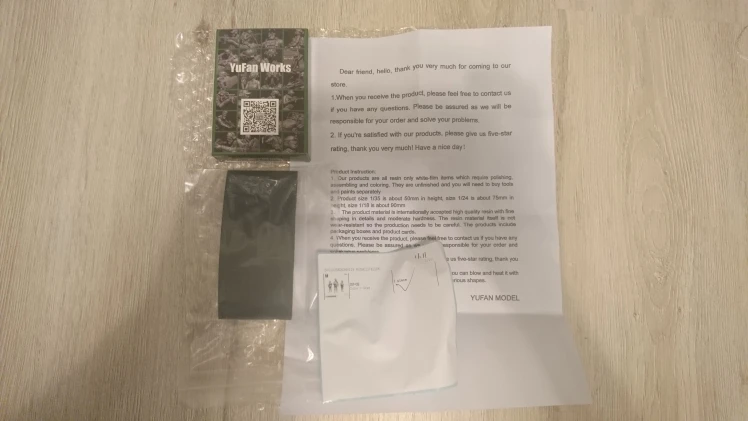 YuFan Works
Dear friend, hello, thank you very much for coming to our
store.
1.When you receive the product, please feel free to contact us
if you have any questions. Please be assured as we will be
responsible for your order and solve your problems.
2. If you're satisfied with our products, please give us five-star
rating, thank you very much! Have a nice day!
Product Instruction:
1. Our products are all resin only white-film items which require polishing,
assembling and coloring. They are unfinished and you will need to buy tools
and paints separately
2. Product size 1/35 is about 50mm in height, size 1/24 is about 75mm in
height, size 1/18 is about 90mm
3. The product material is internationally accepted high quality resin with fine
shaping in details and moderate hardness. The resin material itself is not
wear-resistant so the production needs to be careful. The products include
packaging boxes and product cards.
4. When you receive the product, please feel free to contact us if you have any
questions. Please be assured as we responsible for your order and
us five-star rating, thank you
you can blow and heat it with
various shapes.
YUFAN MODEL